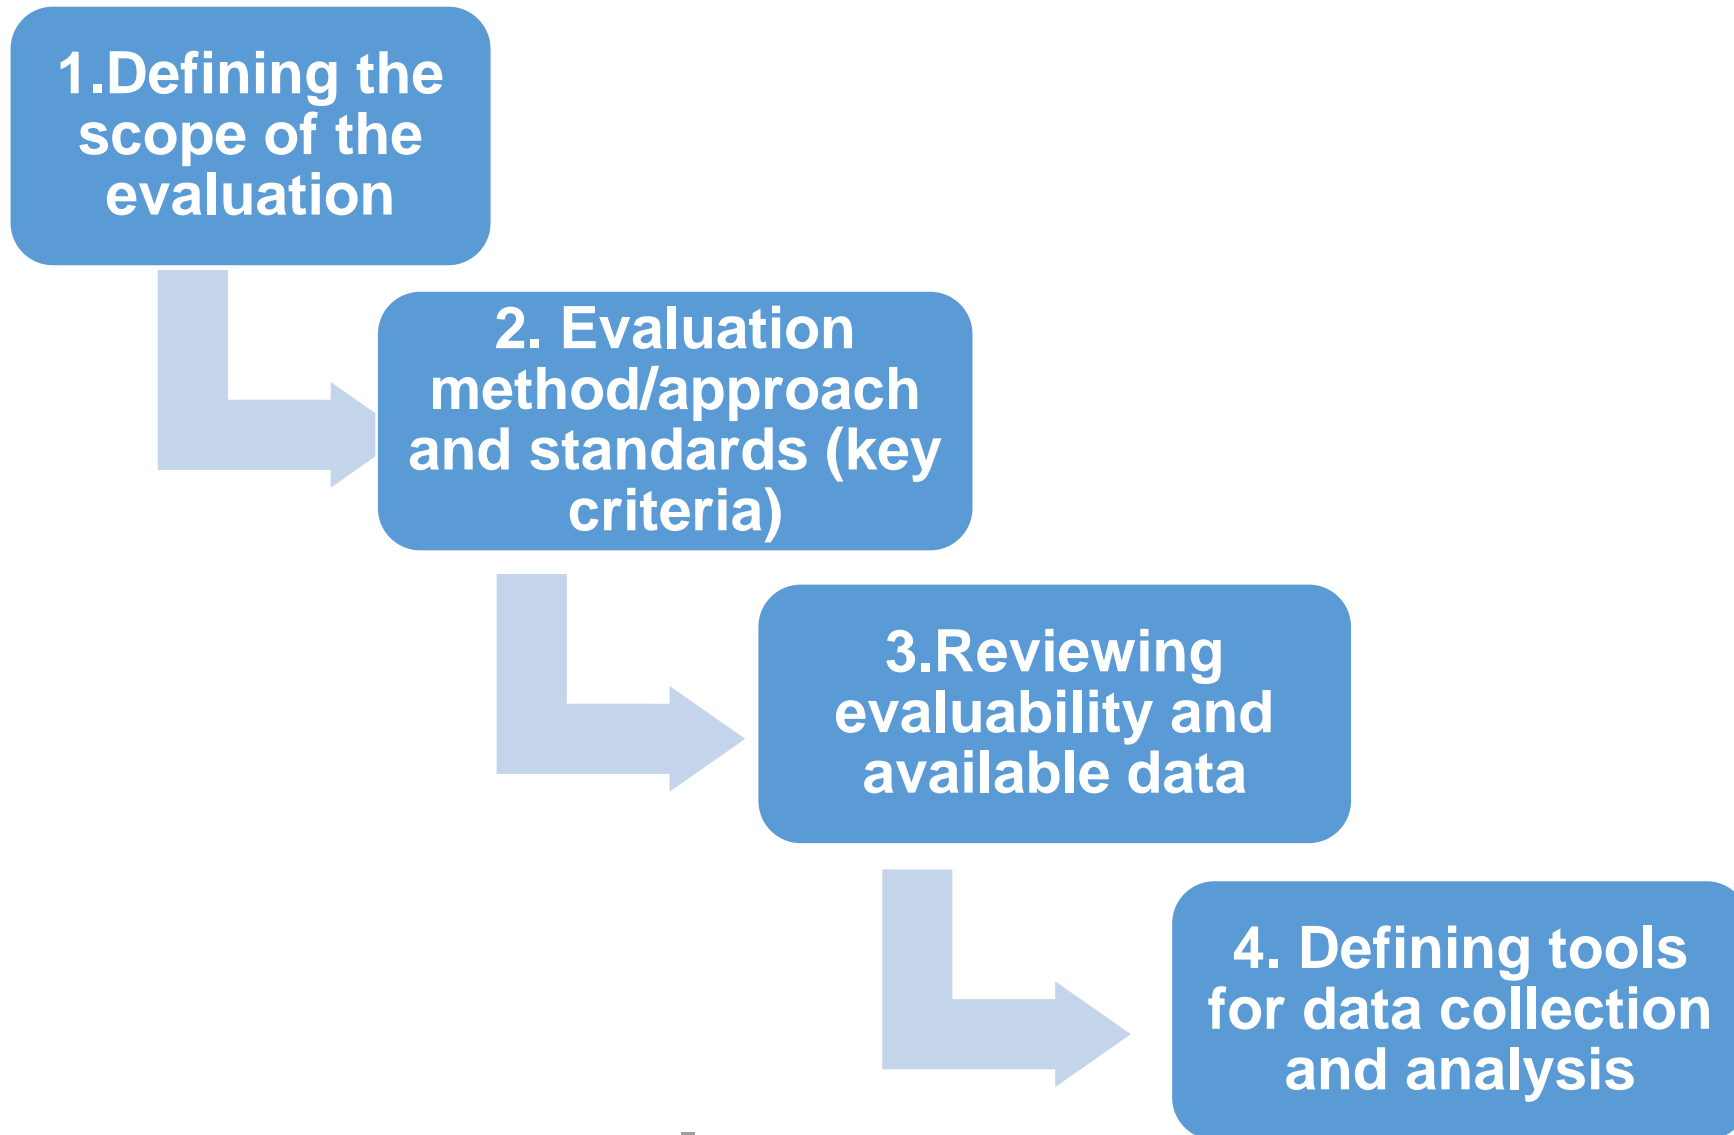 1.Defining the
scope of the
evaluation
2. Evaluation
method/approach
and standards (key
criteria)
3.Reviewing
evaluability and
available data
4. Defining tools
for data collection
and analysis